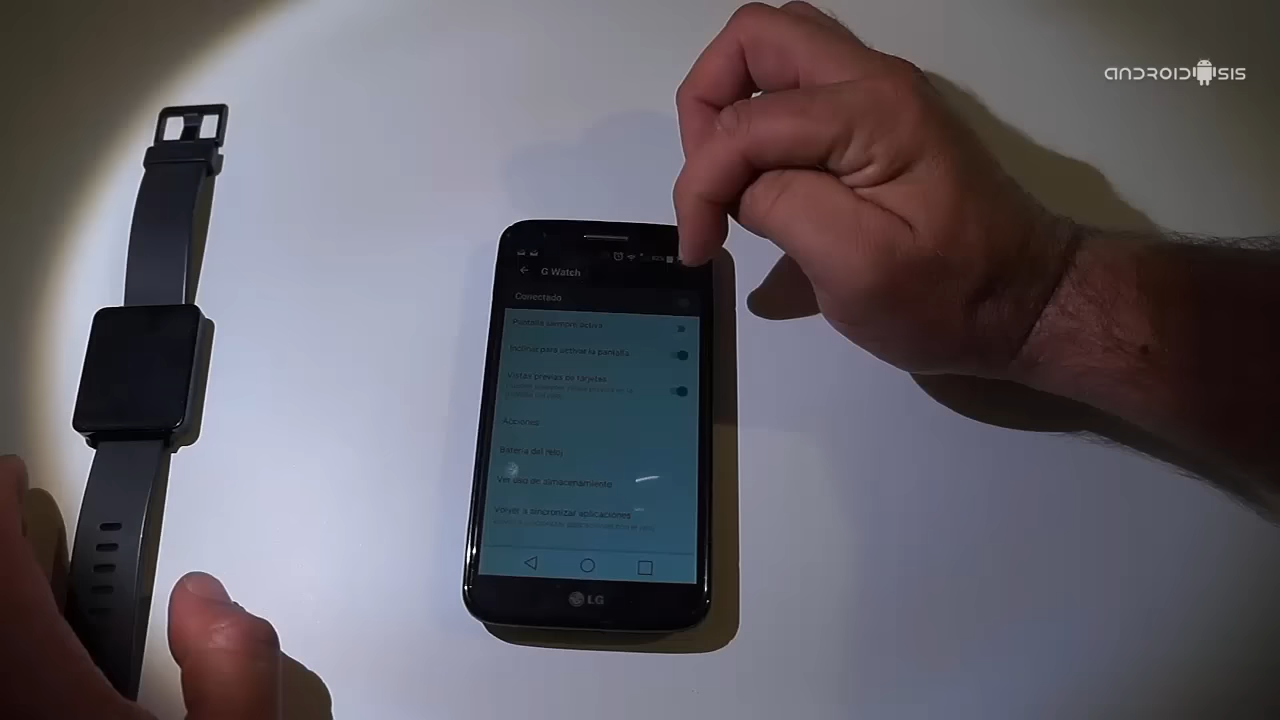 ANDROIDSIS
G Watch
Conectado
Pantalla siempre activa
Inclinar para activar la pantalla
Vistas previas de tarjetas
Acciones
Batería del reloj
Ver uso de almacenamiento
Volver a sincronizar aplicaciones
LG